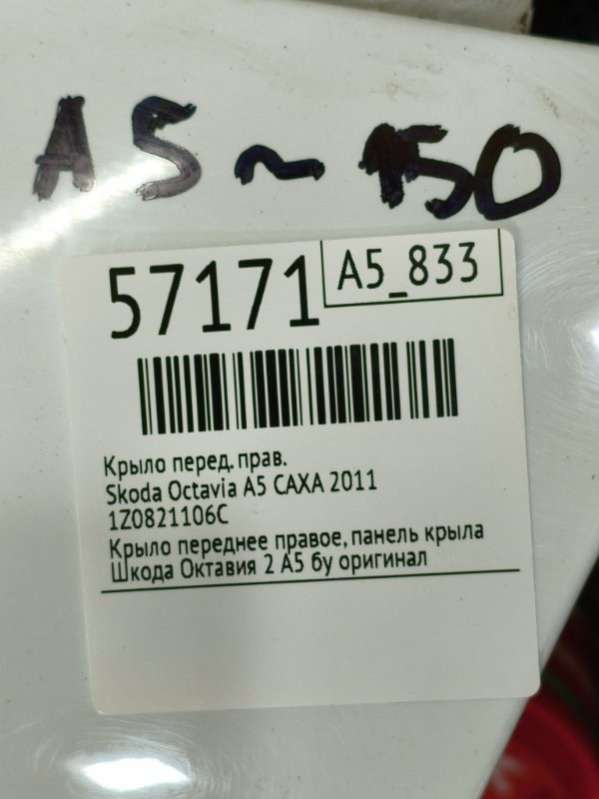 A5 ~ 150
57171
A5_833
Крыло перед. прав.
Skoda Octavia A5 CAXA 2011
1Z0821106C
Крыло переднее правое, панель крыла
Шкода Октавия 2 А5 бу оригинал